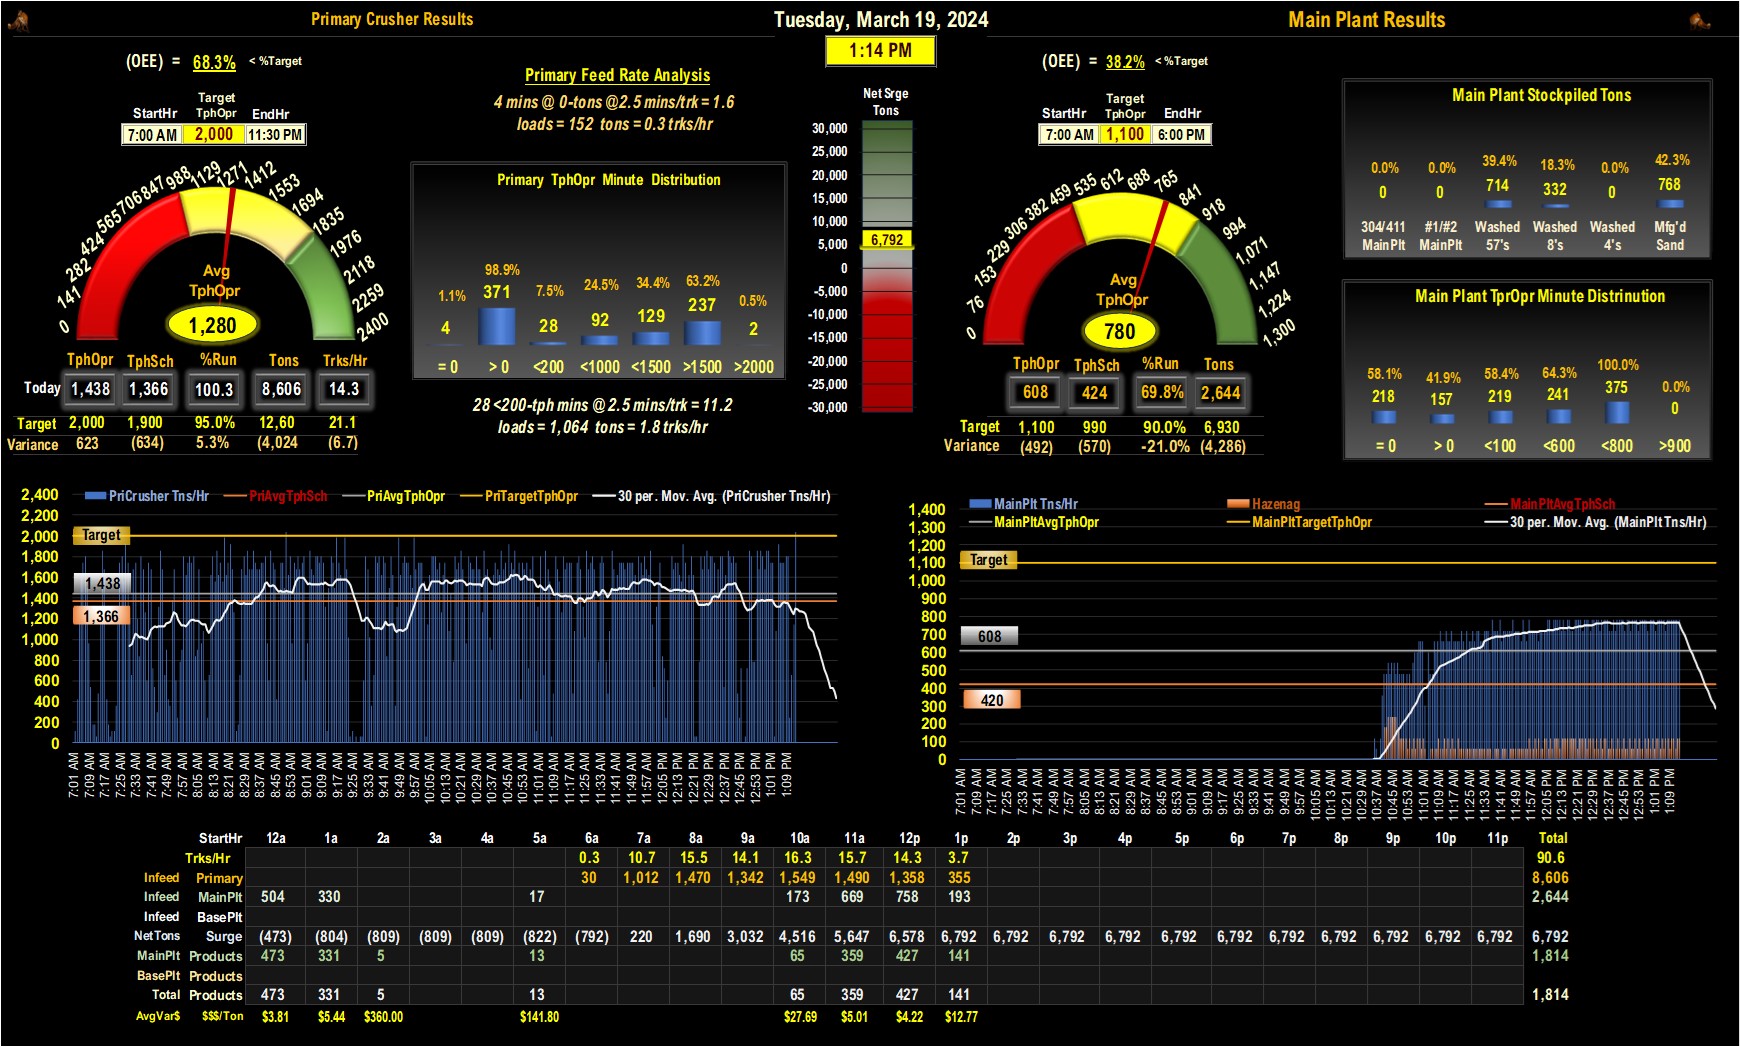 Primary Crusher Results
Tuesday, March 19, 2024
Main Plant Results
1:14 PM
(OEE) = 68.3% < %Target
StartHr Target TphOpr EndHr
7:00 AM 2,000 11:30 PM
0 141 282 424 565 706 847 988 1129 1271 1412 1553 1694 1835 1976 2118 2259 2400
Avg
TphOpr
1,280
TphOpr TphSch %Run Tons Trks/Hr
Today 1,438 1,366 100.3 8,606 14.3
Target 2,000 1,900 95.0% 12,60 21.1
Variance 623 (634) 5.3% (4,024 (6.7)
Primary Feed Rate Analysis
4 mins @ 0-tons @2.5 mins/trk = 1.6
loads = 152 tons = 0.3 trks/hr
Primary TphOpr Minute Distribution
1.1% 98.9% 7.5% 24.5% 34.4% 63.2% 0.5%
4 371 28 92 129 237 2
= 0 > 0 <200 <1000 <1500 >1500 >2000
28 <200-tph mins @ 2.5 mins/trk = 11.2
loads = 1,064 tons = 1.8 trks/hr
Net Srge
Tons
30,000
25,000
20,000
15,000
10,000
6,792
5,000
0
-5,000
-10,000
-15,000
-20,000
-25,000
-30,000
(OEE) = 38.2% < %Target
StartHr Target TphOpr EndHr
7:00 AM 1,100 6:00 PM
0 76 153 229 306 382 459 535 612 688 765 841 918 994 1,071 1,147 1,224 1,300
Avg
TphOpr
780
TphOpr TphSch %Run Tons
608 424 69.8% 2,644
Target 1,100 990 90.0% 6,930
Variance (492) (570) -21.0% (4,286)
Main Plant Stockpiled Tons
0.0% 0.0% 39.4% 18.3% 0.0% 42.3%
0 0 714 332 0 768
304/411 #1/#2 Washed Washed Washed Mfg'd
MainPlt MainPlt 57's 8's 4's Sand
Main Plant TprOpr Minute Distrinution
58.1% 41.9% 58.4% 64.3% 100.0% 0.0%
218 157 219 241 375 0
= 0 > 0 <100 <600 <800 >900
PriCrusher Tns/Hr PriAvgTphSch PriAvgTphOpr PriTargetTphOpr 30 per. Mov. Avg. (PriCrusher Tns/Hr)
2,400
2,200
2,000
1,800
1,600
1,400
1,200
1,000
800
600
400
200
0
Target
1,438
1,366
7:01 AM 7:09 AM 7:17 AM 7:25 AM 7:33 AM 7:41 AM 7:49 AM 7:57 AM 8:05 AM 8:13 AM 8:21 AM 8:29 AM 8:37 AM 8:45 AM 8:53 AM 9:01 AM 9:09 AM 9:17 AM 9:25 AM 9:33 AM 9:41 AM 9:49 AM 9:57 AM 10:05 AM 10:13 AM 10:21 AM 10:29 AM 10:37 AM 10:45 AM 10:53 AM 11:01 AM 11:09 AM 11:17 AM 11:25 AM 11:33 AM 11:41 AM 11:49 AM 11:57 AM 12:05 PM 12:13 PM 12:21 PM 12:29 PM 12:37 PM 12:45 PM 12:53 PM 1:01 PM 1:09 PM
MainPlt Tns/Hr Hazenag MainPltAvgTphSch
MainPltAvgTphOpr MainPltTargetTphOpr 30 per. Mov. Avg. (MainPlt Tns/Hr)
1,400
1,300
1,200
1,100
1,000
900
800
700
600
500
400
300
200
100
0
Target
608
420
7:01 AM 7:09 AM 7:17 AM 7:25 AM 7:33 AM 7:41 AM 7:49 AM 7:57 AM 8:05 AM 8:13 AM 8:21 AM 8:29 AM 8:37 AM 8:45 AM 8:53 AM 9:01 AM 9:09 AM 9:17 AM 9:25 AM 9:33 AM 9:41 AM 9:49 AM 9:57 AM 10:05 AM 10:13 AM 10:21 AM 10:29 AM 10:37 AM 10:45 AM 10:53 AM 11:01 AM 11:09 AM 11:17 AM 11:25 AM 11:33 AM 11:41 AM 11:49 AM 11:57 AM 12:05 PM 12:13 PM 12:21 PM 12:29 PM 12:37 PM 12:45 PM 12:53 PM 1:01 PM 1:09 PM
StartHr 12a 1a 2a 3a 4a 5a 6a 7a 8a 9a 10a 11a 12p 1p 2p 3p 4p 5p 6p 7p 8p 9p 10p 11p Total
Trks/Hr 0.3 10.7 15.5 14.1 16.3 15.7 14.3 3.7 90.6
Infeed Primary 30 1,012 1,470 1,342 1,549 1,490 1,358 355 8,606
Infeed MainPlt 504 330 17 173 669 758 193 2,644
Infeed BasePlt
NetTons Surge (473) (804) (809) (809) (809) (822) (792) 220 1,690 3,032 4,516 5,647 6,578 6,792 6,792 6,792 6,792 6,792 6,792 6,792 6,792 6,792 6,792 6,792 6,792
MainPlt Products 473 331 5 13 65 359 427 141 1,814
BasePlt Products
Total Products 473 331 5 13 65 359 427 141 1,814
AvgVar$ $$$/Ton $3.81 $5.44 $360.00 $141.80 $27.69 $5.01 $4.22 $12.77